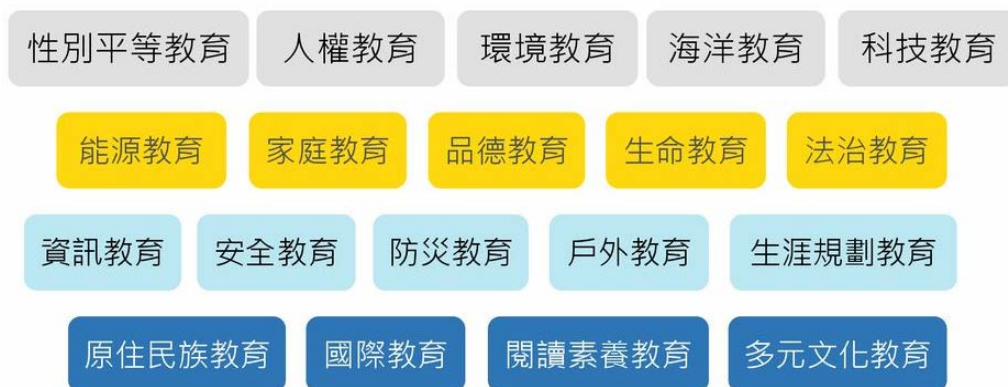 性別平等教育 人權教育 環境教育 海洋教育 科技教育
能源教育 家庭教育 品德教育 生命教育 法治教育
資訊教育 安全教育 防災教育 戶外教育 生涯規劃教育
原住民族教育 國際教育 閱讀素養教育 多元文化教育